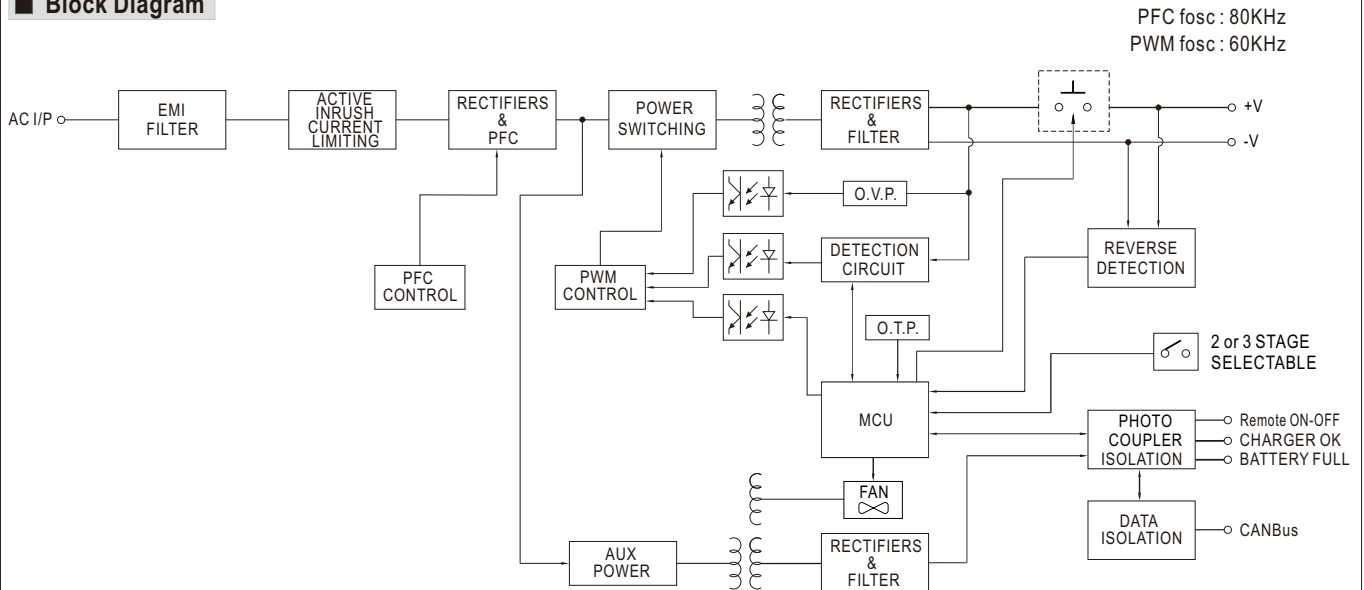 ■ Block Diagram
PFC fosc : 80KHz
PWM fosc : 60KHz
AC I/P
EMI
FILTER
ACTIVE
INRUSH
CURRENT
LIMITING
RECTIFIERS
&
PFC
POWER
SWITCHING
RECTIFIERS
&
FILTER
+V
-V
O.V.P.
PFC
CONTROL
PWM
CONTROL
DETECTION
CIRCUIT
REVERSE
DETECTION
O.T.P.
2 or 3 STAGE
SELECTABLE
MCU
PHOTO
COUPLER
ISOLATION
Remote ON-OFF
CHARGER OK
BATTERY FULL
FAN
DATA
ISOLATION
CANBus
AUX
POWER
RECTIFIERS
&
FILTER